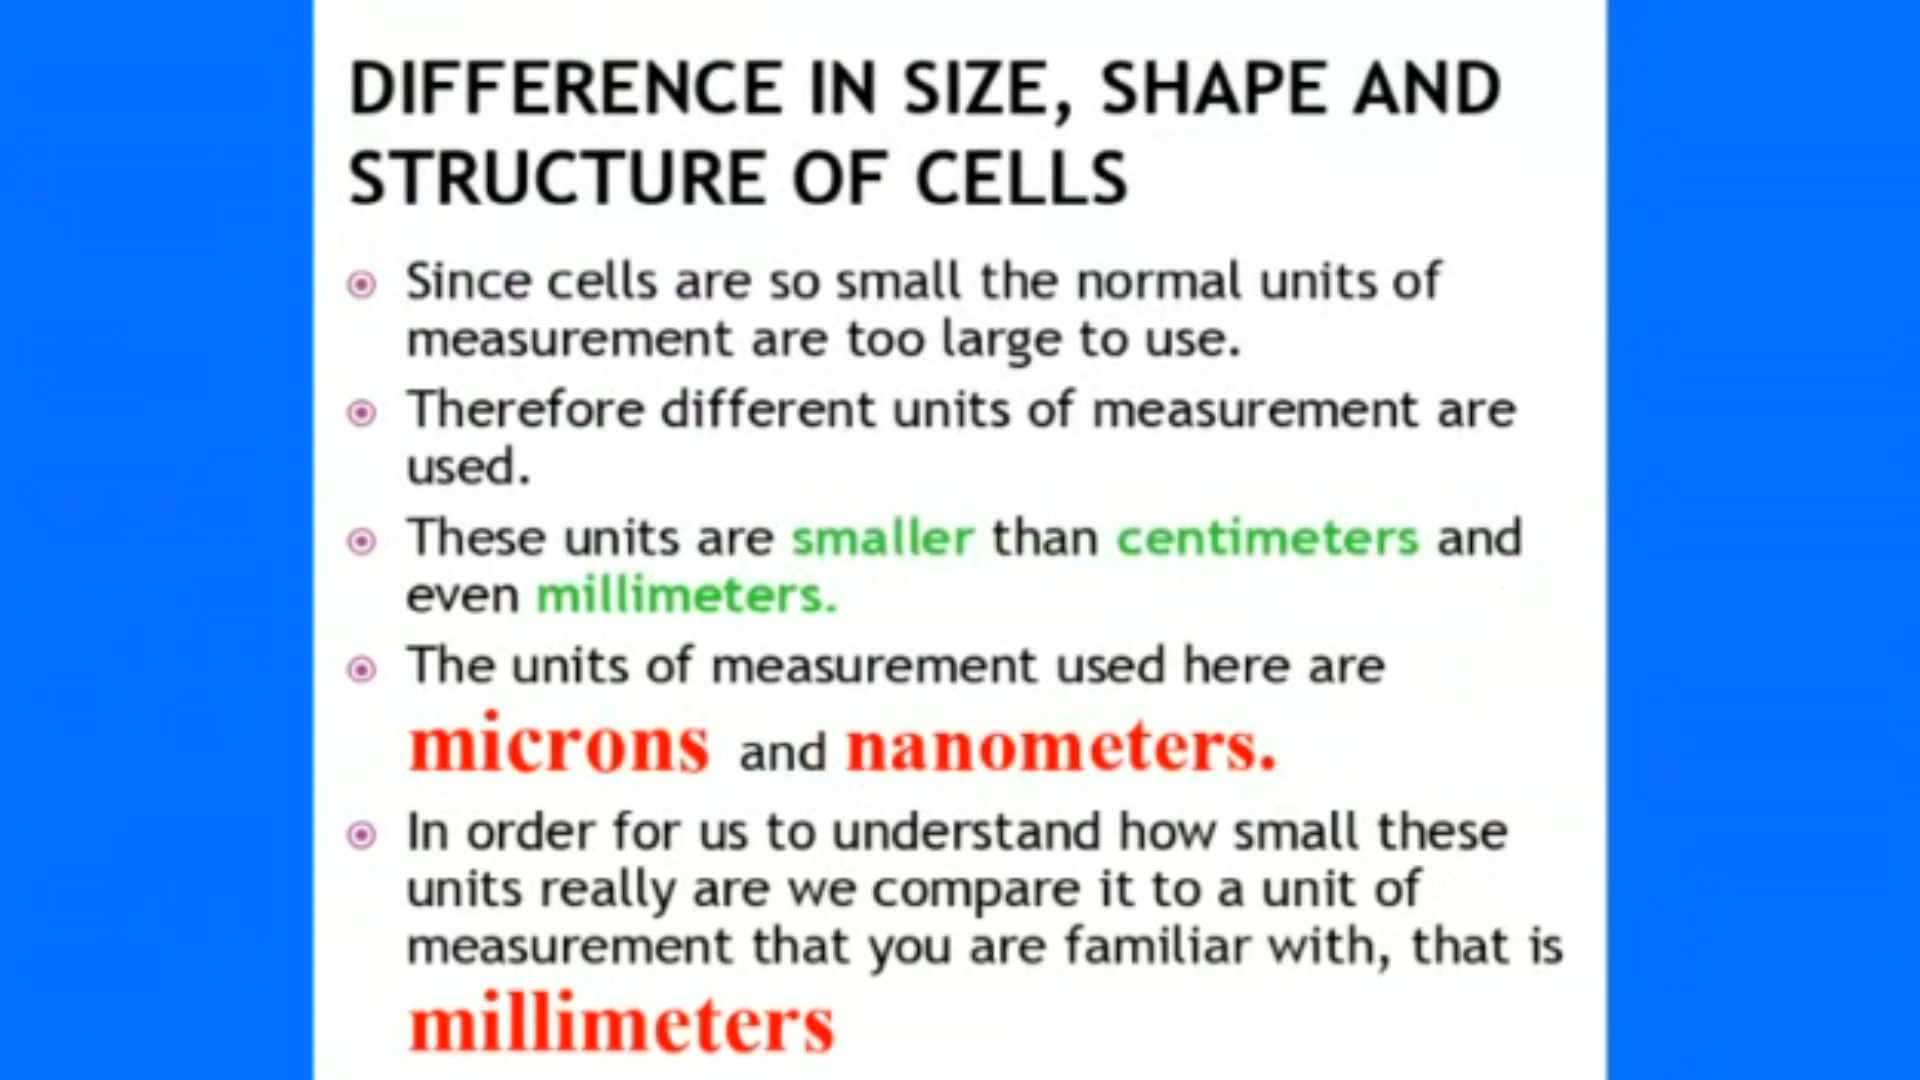 DIFFERENCE IN SIZE, SHAPE AND
STRUCTURE OF CELLS
Since cells are so small the normal units of
measurement are too large to use.
Therefore different units of measurement are
used.
These units are smaller than centimeters and
even millimeters.
The units of measurement used here are
microns and nanometers.
In order for us to understand how small these
units really are we compare it to a unit of
measurement that you are familiar with, that is
millimeters